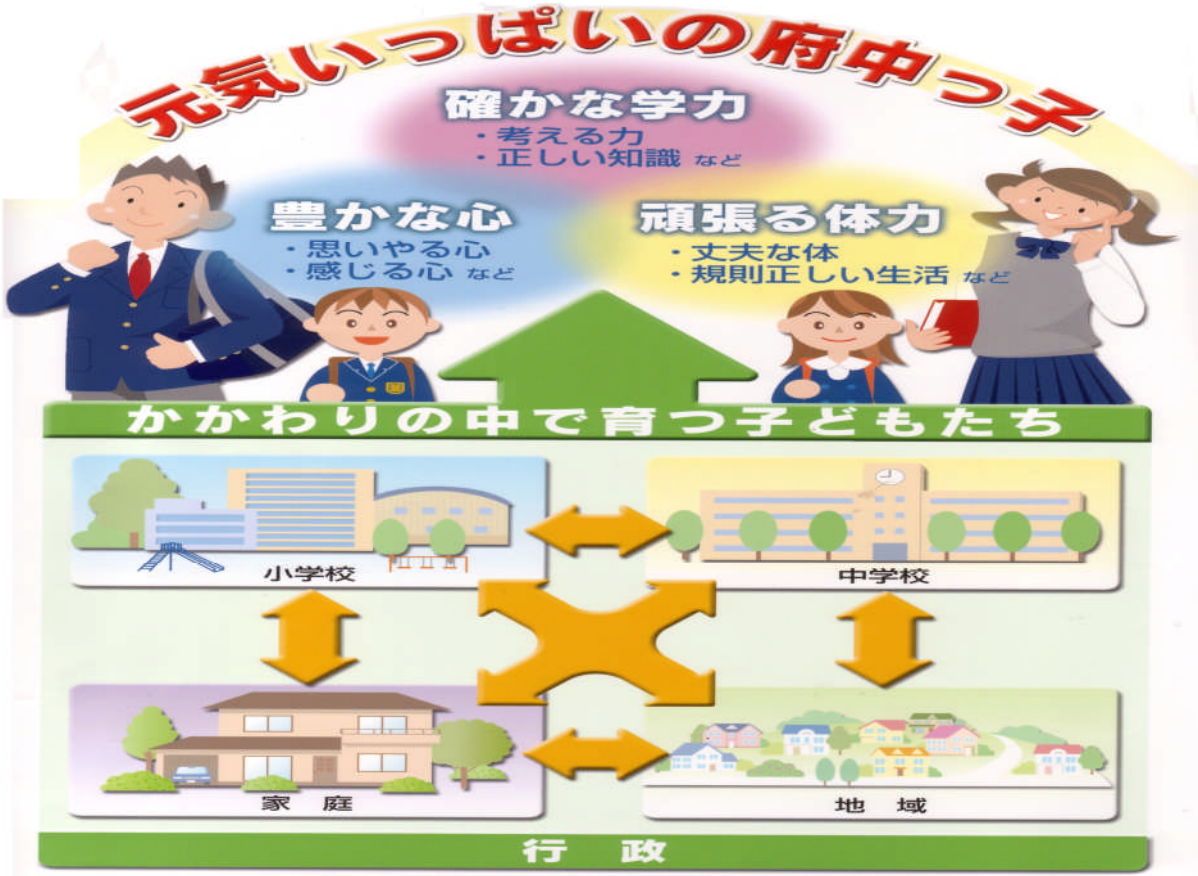 元気いっぱいの府中っ子
確かな学力
・考える力
・正しい知識 など
豊かな心
・思いやる心
・感じる心 など
頑張る体力
・丈夫な体
・規則正しい生活 など
かかわりの中で育つ子どもたち
小学校
中学校
家 庭
地 域
行 政